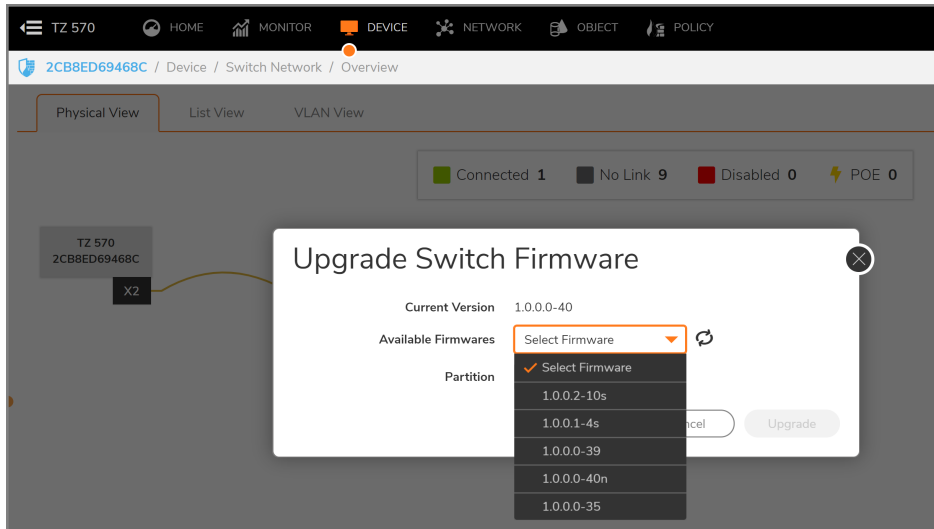 TZ 570 HOME MONITOR DEVICE NETWORK OBJECT POLICY
2CB8ED69468C / Device / Switch Network / Overview
Physical View List View VLAN View
Connected 1 No Link 9 Disabled 0 POE 0
TZ 570
2CB8ED69468C
X2
Upgrade Switch Firmware
Current Version 1.0.0.0-40
Available Firmwares Select Firmware
Partition
Select Firmware
1.0.0.2-10s
1.0.0.1-4s
1.0.0.0-39
1.0.0.0-40n
1.0.0.0-35
ncel Upgrade